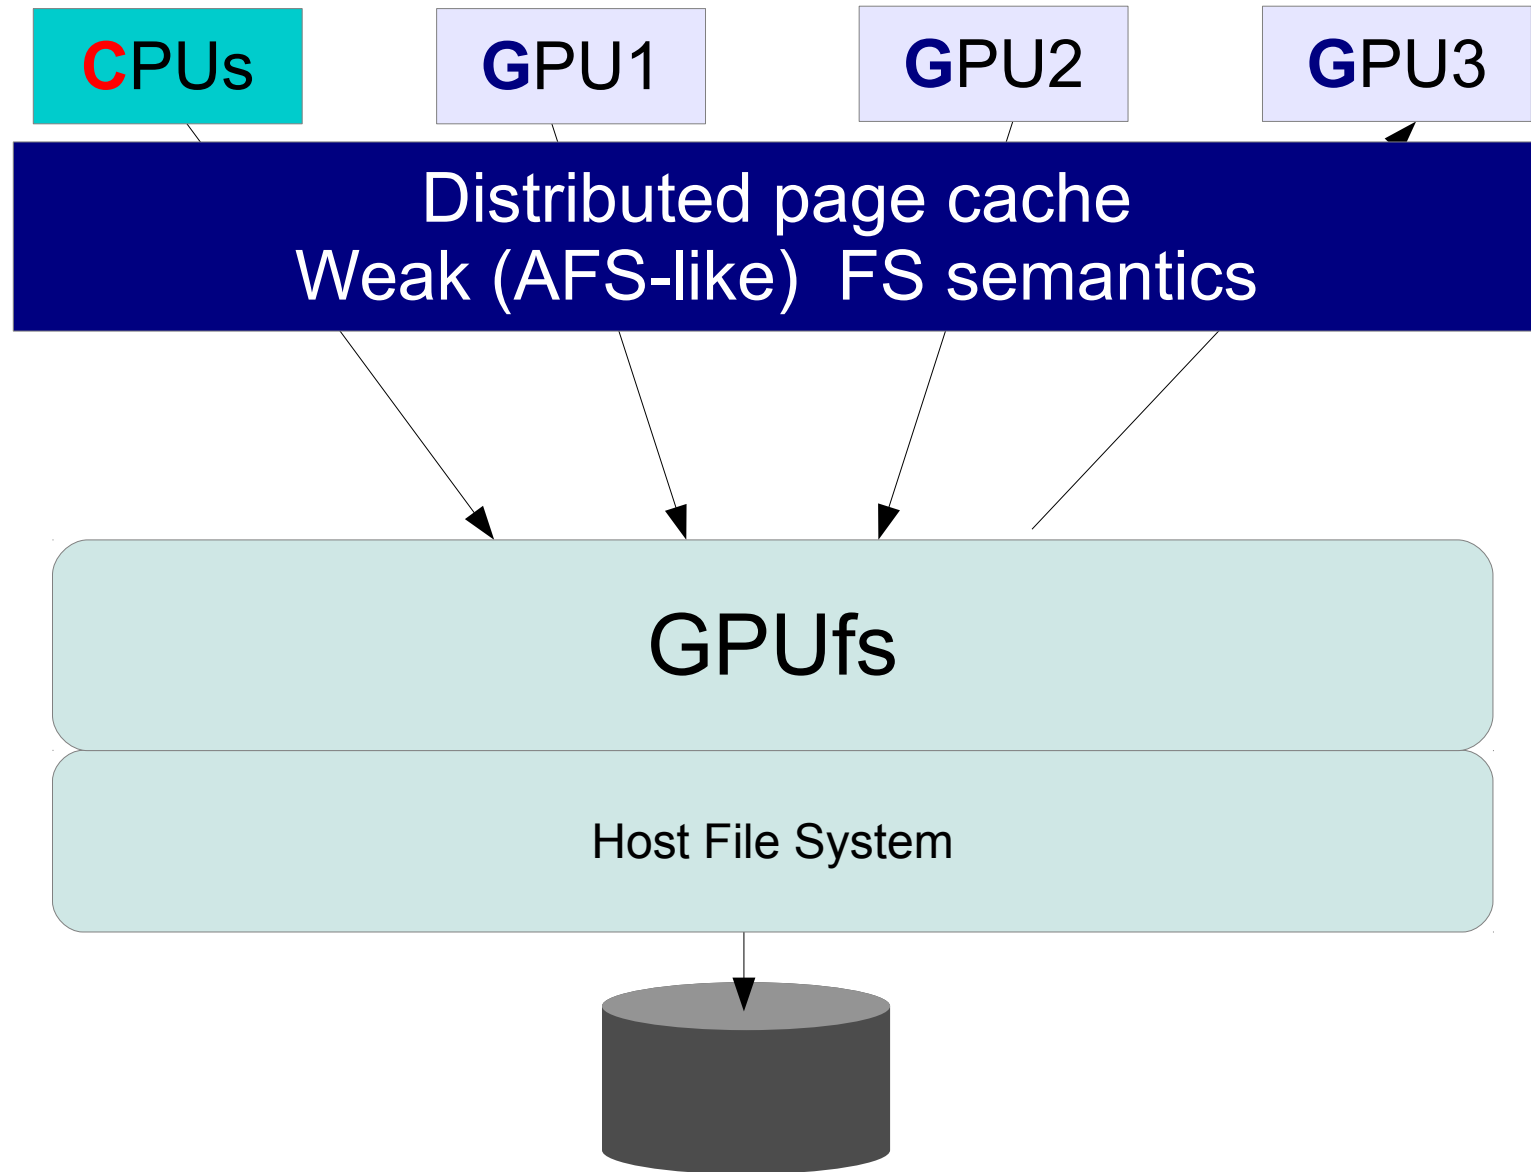 CPUs GPU1 GPU2 GPU3
Distributed page cache
Weak (AFS-like) FS semantics
GPUfs
Host File System